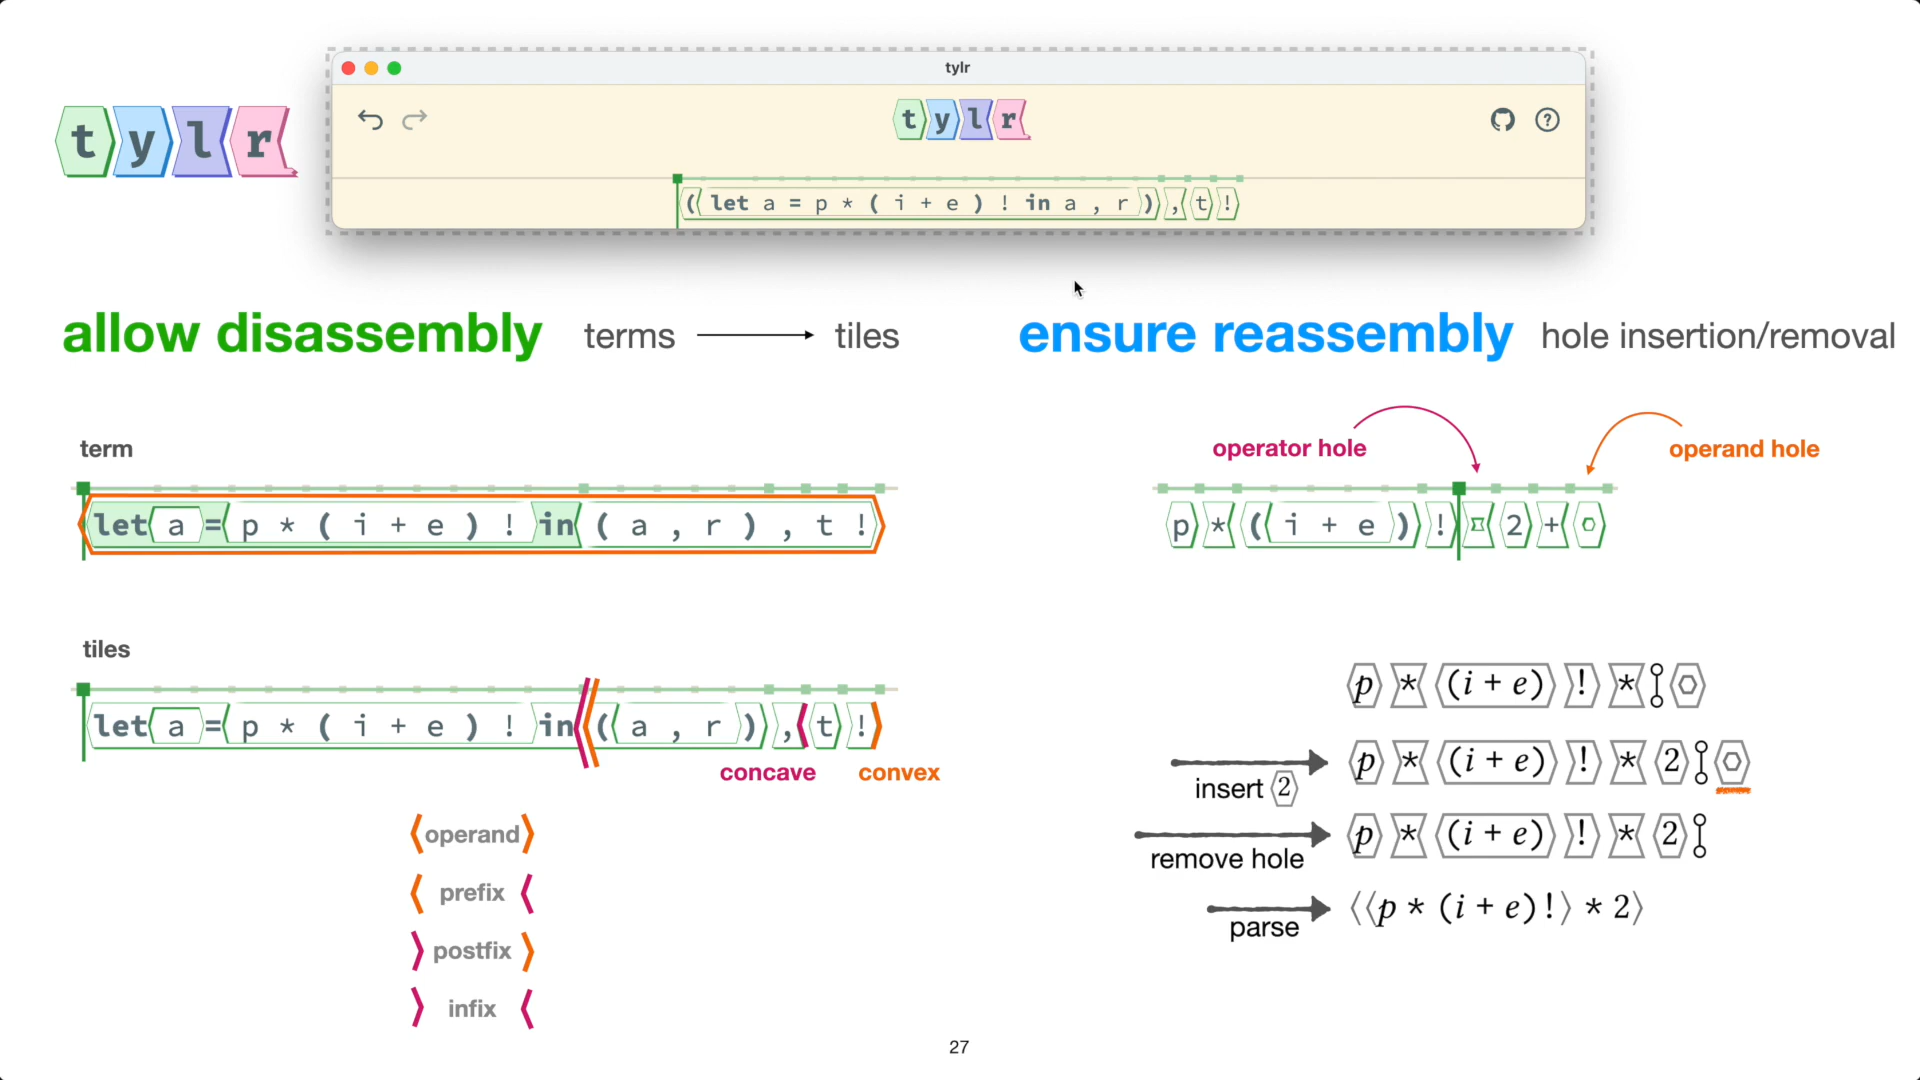 tylr
tylr
tylr
( let a = p * ( i + e ) ! in a , r ) , t !
allow disassembly terms tiles
ensure reassembly hole insertion/removal
term
let a = p * ( i + e ) ! in ( a , r ) , t !
tiles
let a = p * ( i + e ) ! in ( a , r ) , t !
concave convex
operand
prefix
postfix
infix
operator hole operand hole
p * ( i + e ) ! 2 +
p * (i + e) ! *
insert 2 p * (i + e) ! * 2
remove hole p * (i + e) ! * 2
parse ⟨⟨p * (i + e) !⟩ * 2⟩
27